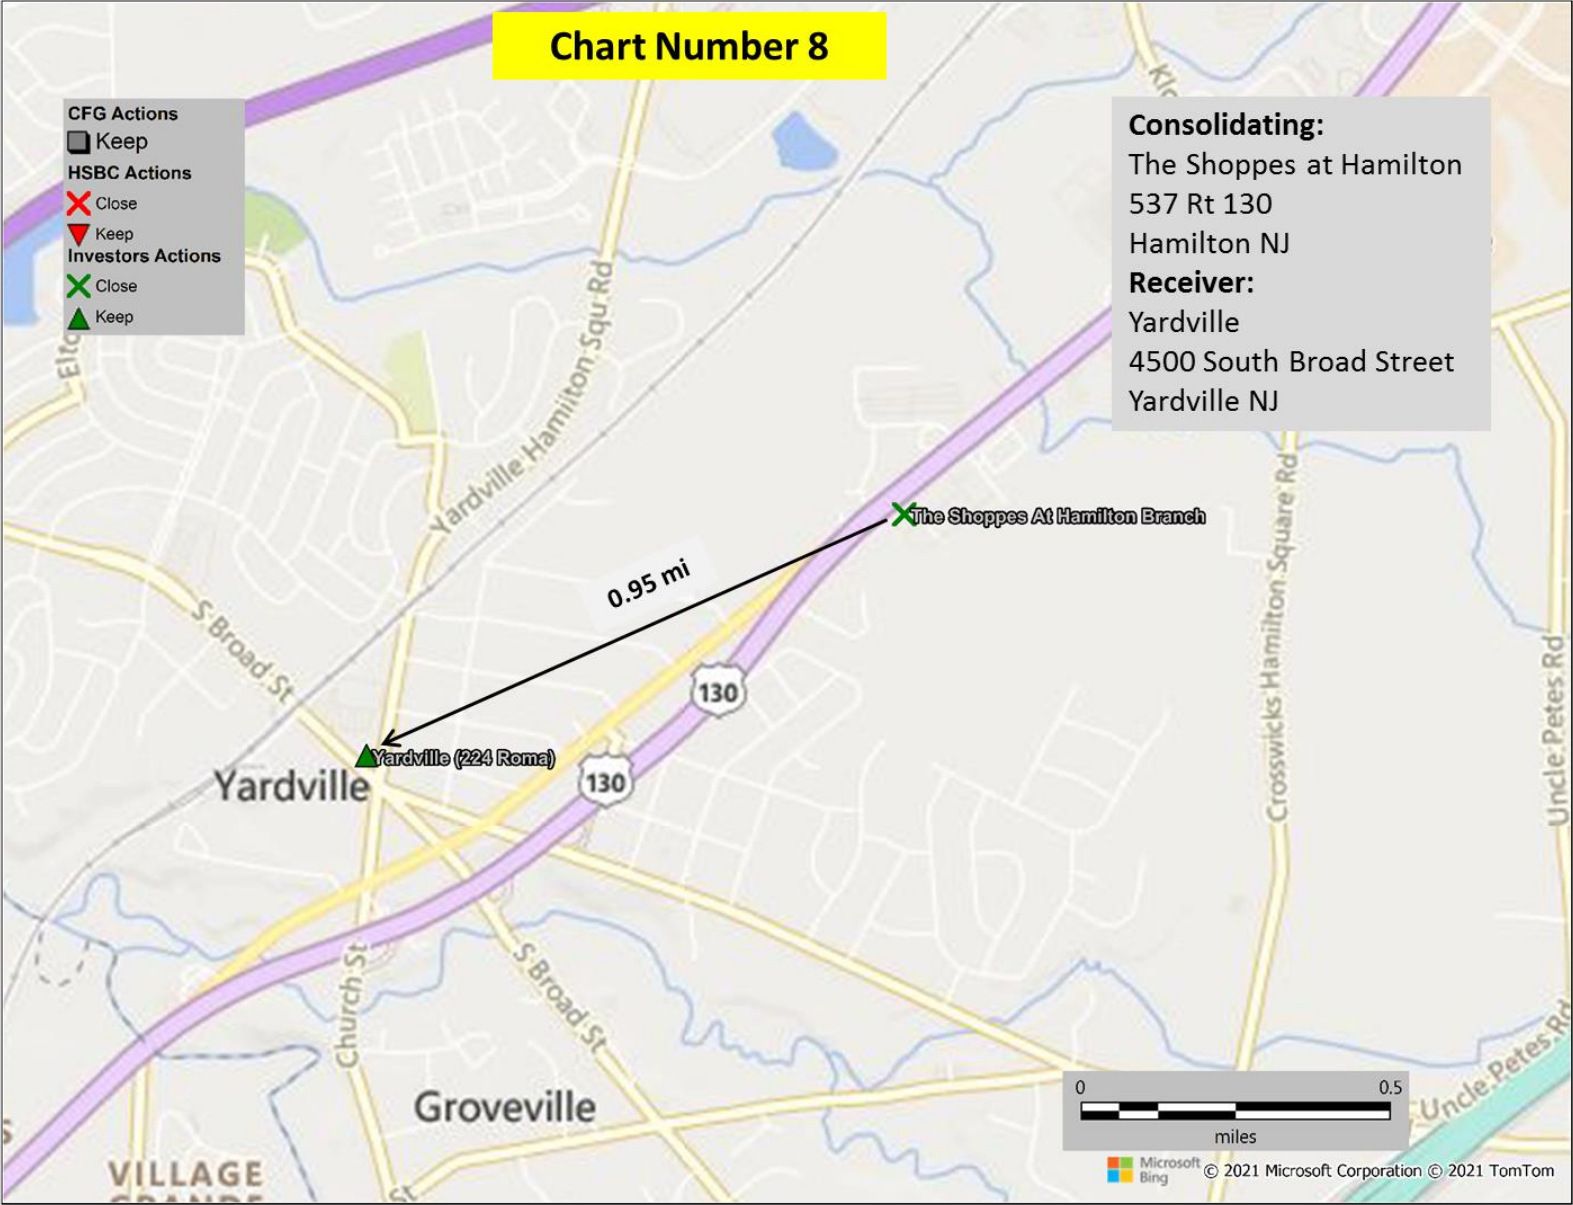 Chart Number 8
CFG Actions
Keep
HSBC Actions
Close
Keep
Investors Actions
Close
Keep
Consolidating:
The Shoppes at Hamilton
537 Rt 130
Hamilton NJ
Receiver:
Yardville
4500 South Broad Street
Yardville NJ
Yardville Hamilton Squ Rd
The Shoppes At Hamilton Branch
0.95 mi
S Broad St
Crosswicks Hamilton Square Rd
Uncle Petes Rd
130
Yardville (224 Roma)
Yardville
130
Church St
S Broad St
Groveville
Uncle Petes Rd
0 0.5
miles
VILLAGE
GRANDE
St
Microsoft
Bing
© 2021 Microsoft Corporation © 2021 TomTom